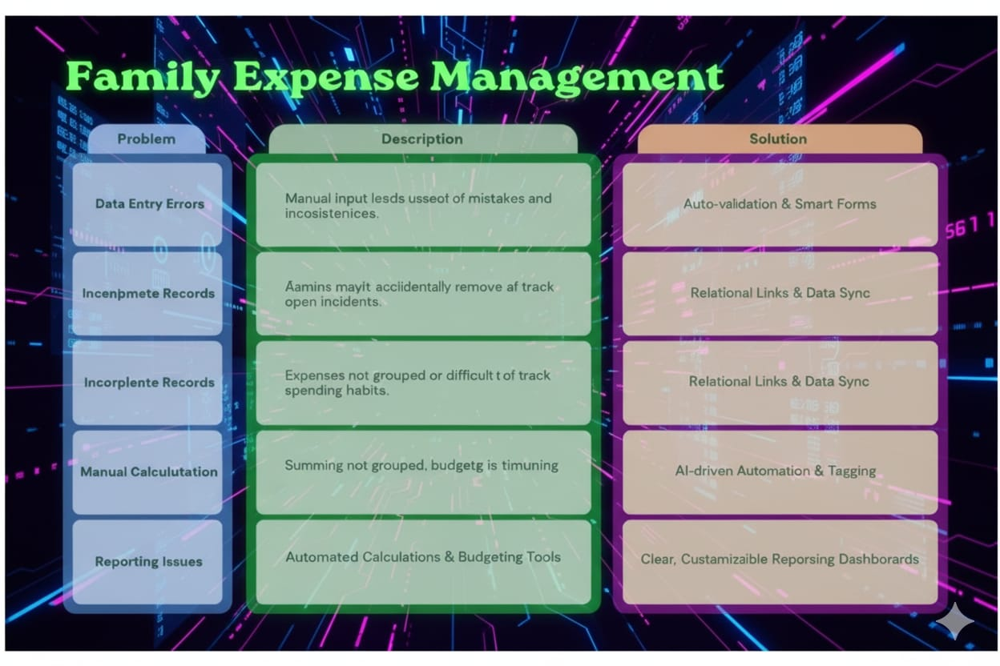 Family Expense Management
Problem
Description
Solution
Data Entry Errors
Manual input lesds usseof of mistakes and
incosistenices.
Auto-validation & Smart Forms
Incenpmete Records
Aamins mayit acciidentally remove af track
open incidents.
Relational Links & Data Sync
Incorplente Records
Expenses not grouped or difficult t of track
spending habits.
Relational Links & Data Sync
Manual Calculutation
Summing not grouped, budgetg is timuning
AI-driven Automation & Tagging
Reporting Issues
Automated Calculations & Budgeting Tools
Clear, Custamizaible Reporsing Dashborards
5611